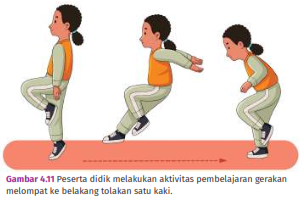 Gambar 4.11 Peserta didik melakukan aktivitas pembelajaran gerakan
melompat ke belakang tolakan satu kaki.